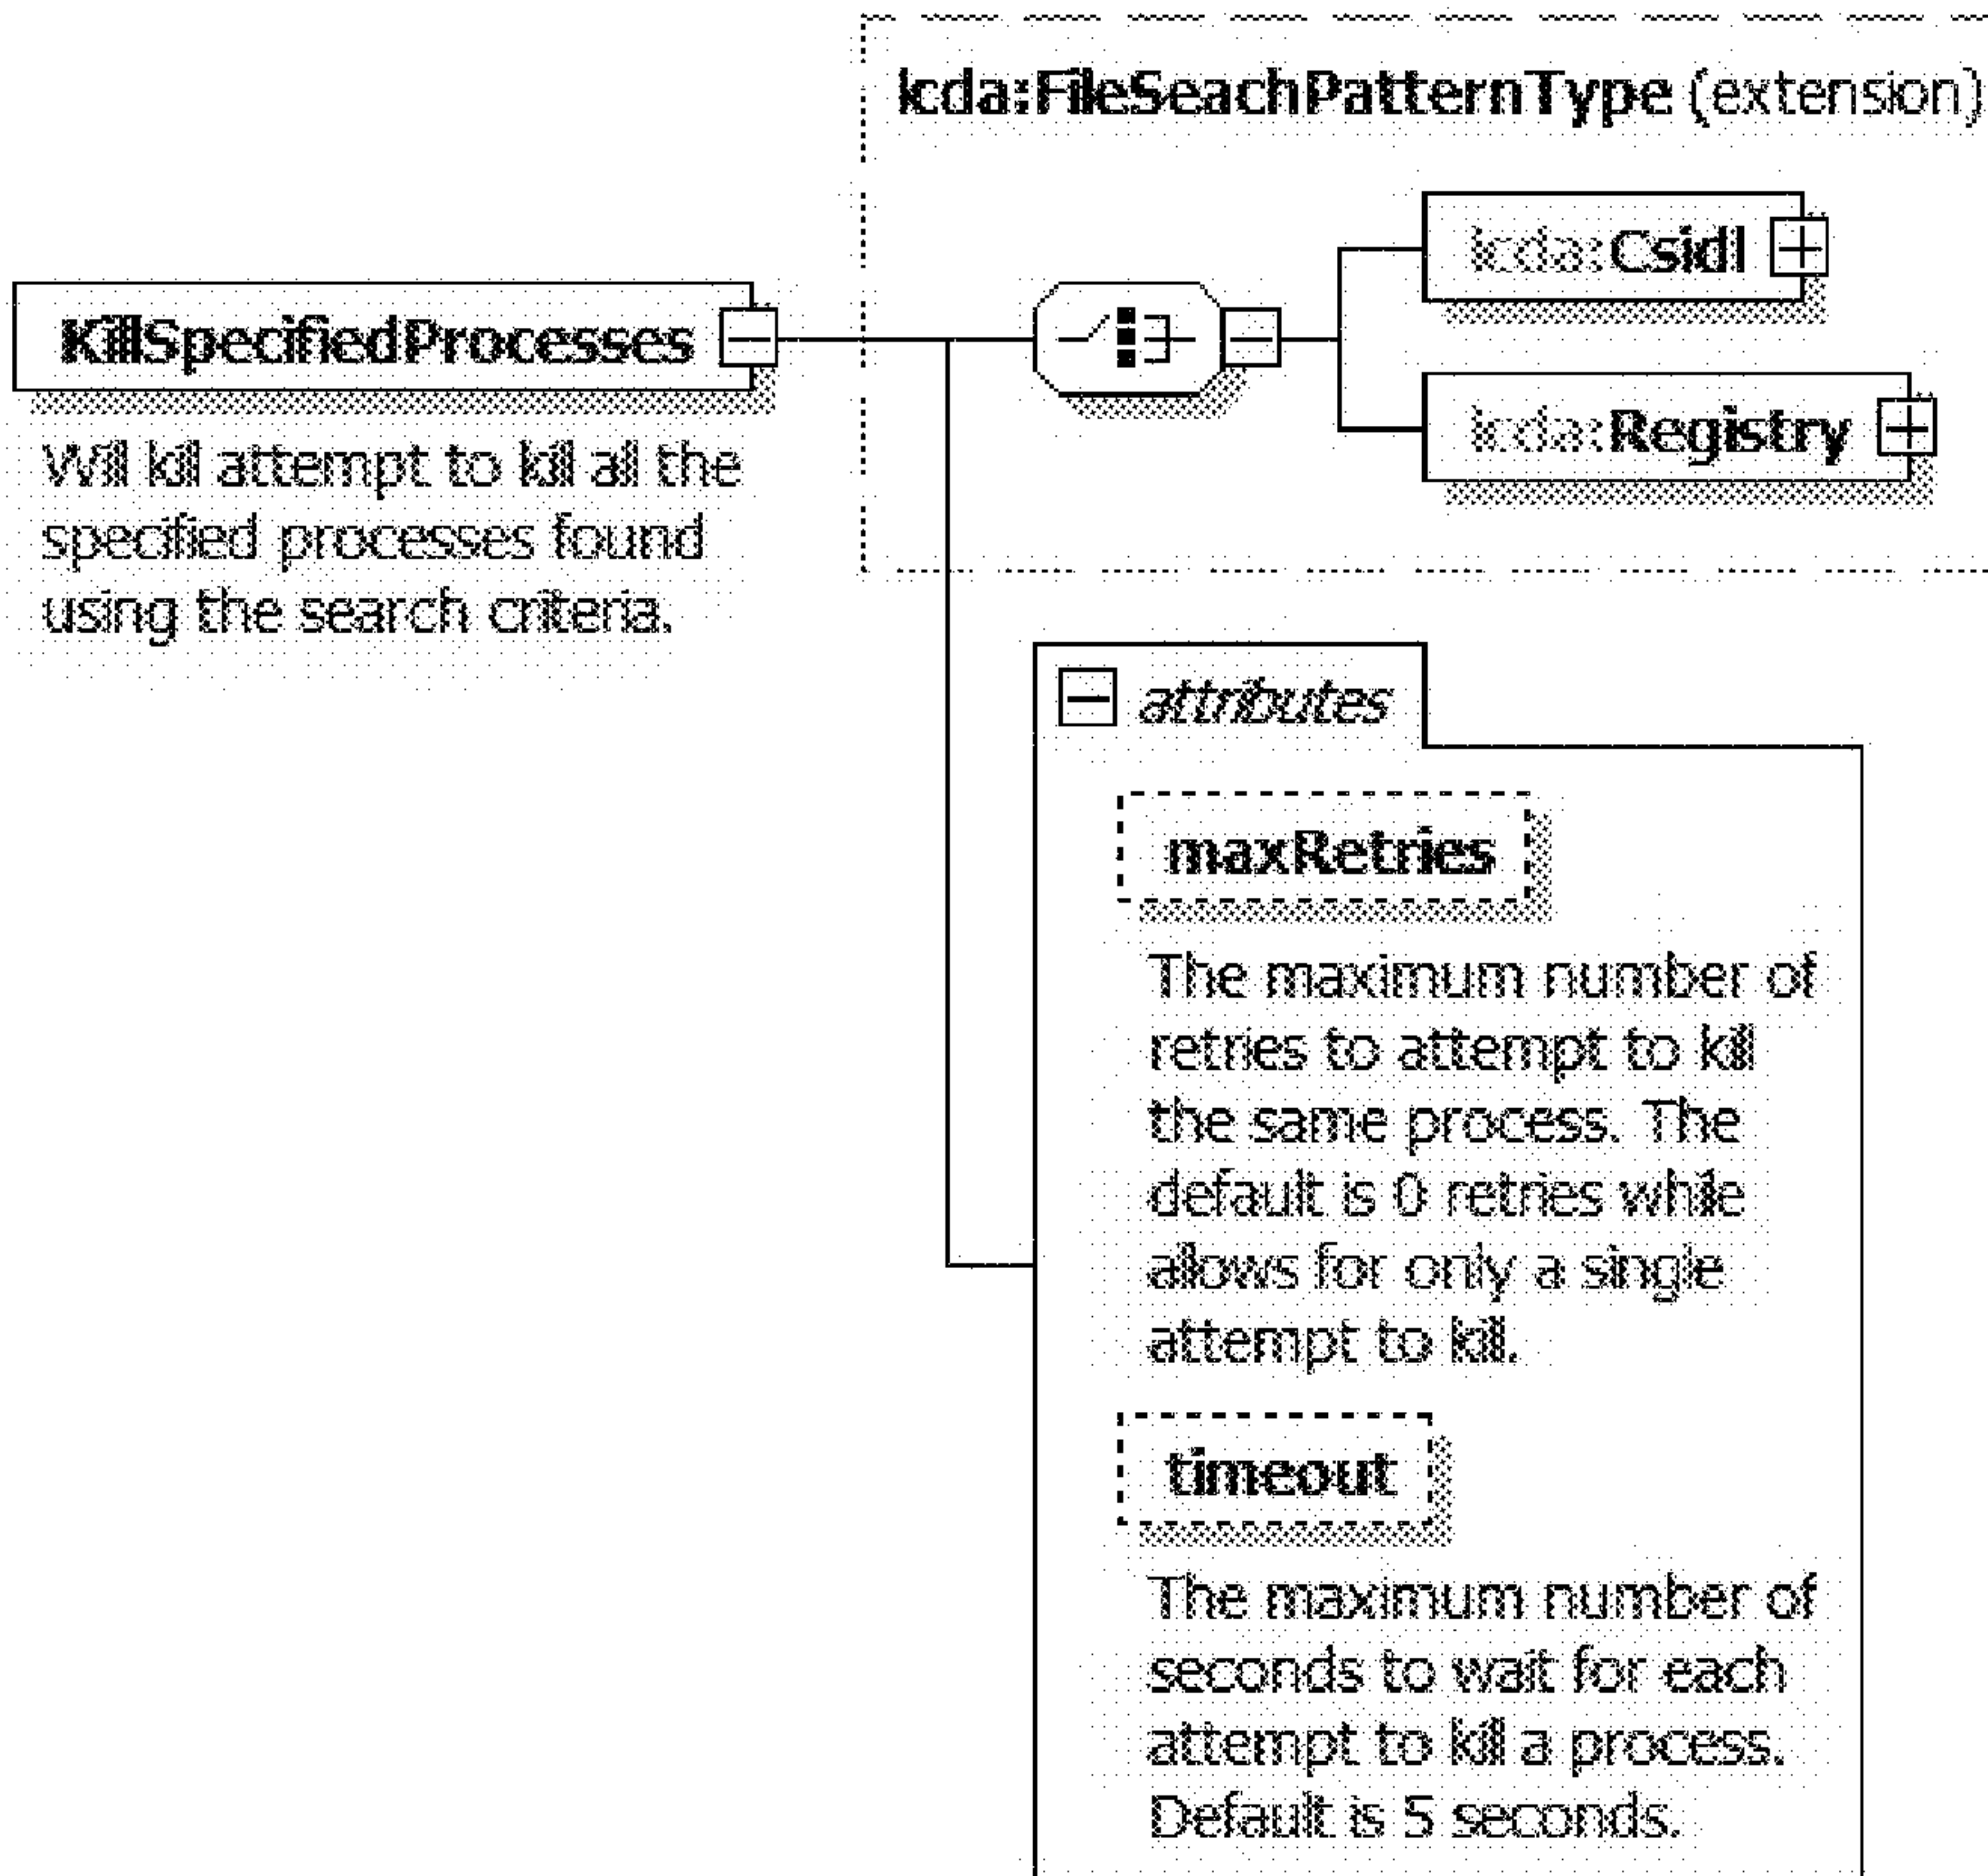 kcda:FileSeachPatternType (extension)
kcda:Csidl
KillSpecifiedProcesses
kcda:Registry
Will kill attempt to kill all the
specified processes found
using the search criteria.
attributes
maxRetries
The maximum number of
retries to attempt to kill
the same process. The
default is 0 retries while
allows for only a single
attempt to kill.
timeout
The maximum number of
seconds to wait for each
attempt to kill a process.
Default is 5 seconds.